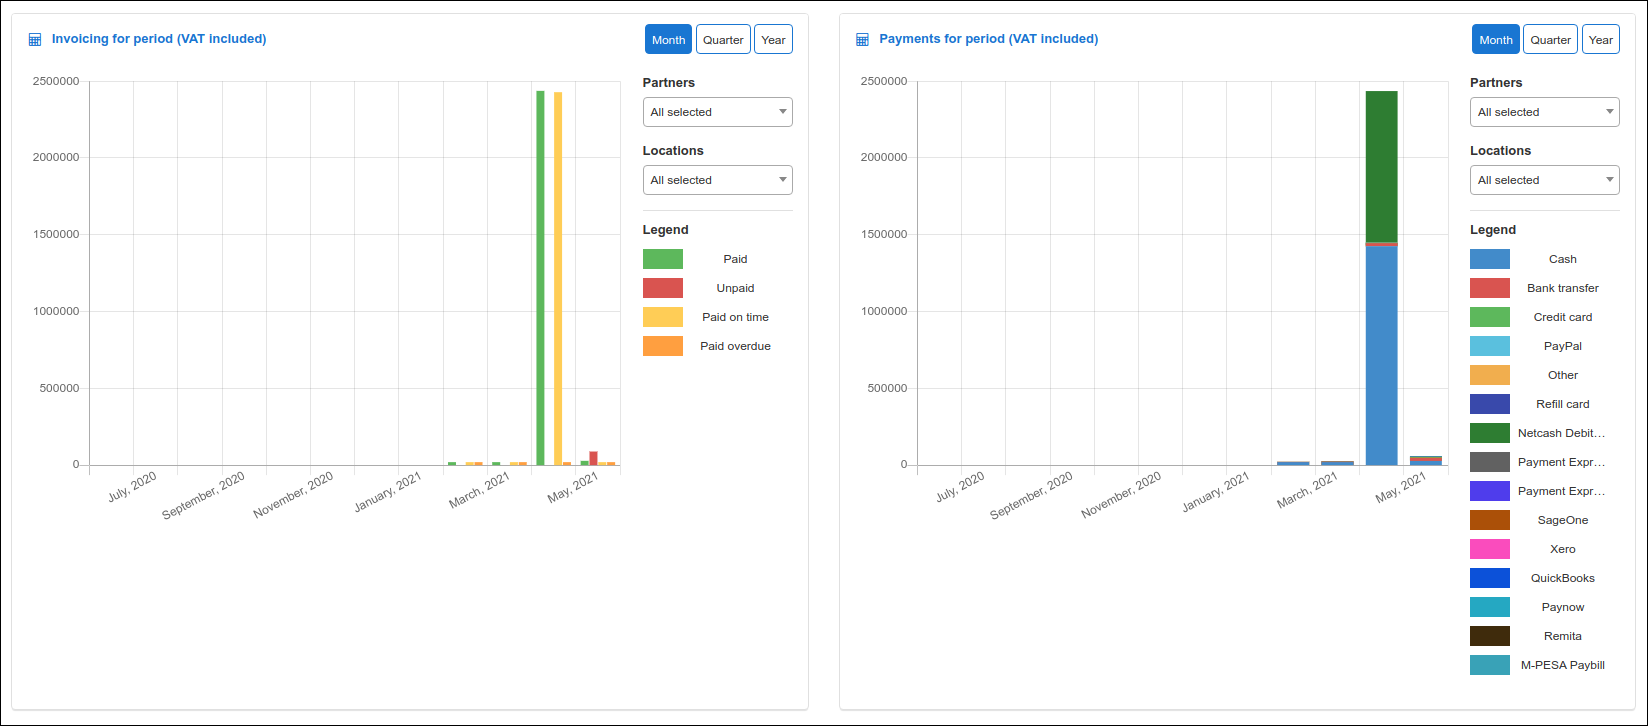 Invoicing for period (VAT included)
Month
Quarter
Year
2500000
2000000
1500000
1000000
500000
0
July, 2020
September, 2020
November, 2020
January, 2021
March, 2021
May, 2021
Partners
All selected
Locations
All selected
Legend
Paid
Unpaid
Paid on time
Paid overdue
Payments for period (VAT included)
Month
Quarter
Year
2500000
2000000
1500000
1000000
500000
0
July, 2020
September, 2020
November, 2020
January, 2021
March, 2021
May, 2021
Partners
All selected
Locations
All selected
Legend
Cash
Bank transfer
Credit card
PayPal
Other
Refill card
Netcash Debit...
Payment Expr...
Payment Expr...
SageOne
Xero
QuickBooks
Paynow
Remita
M-PESA Paybill